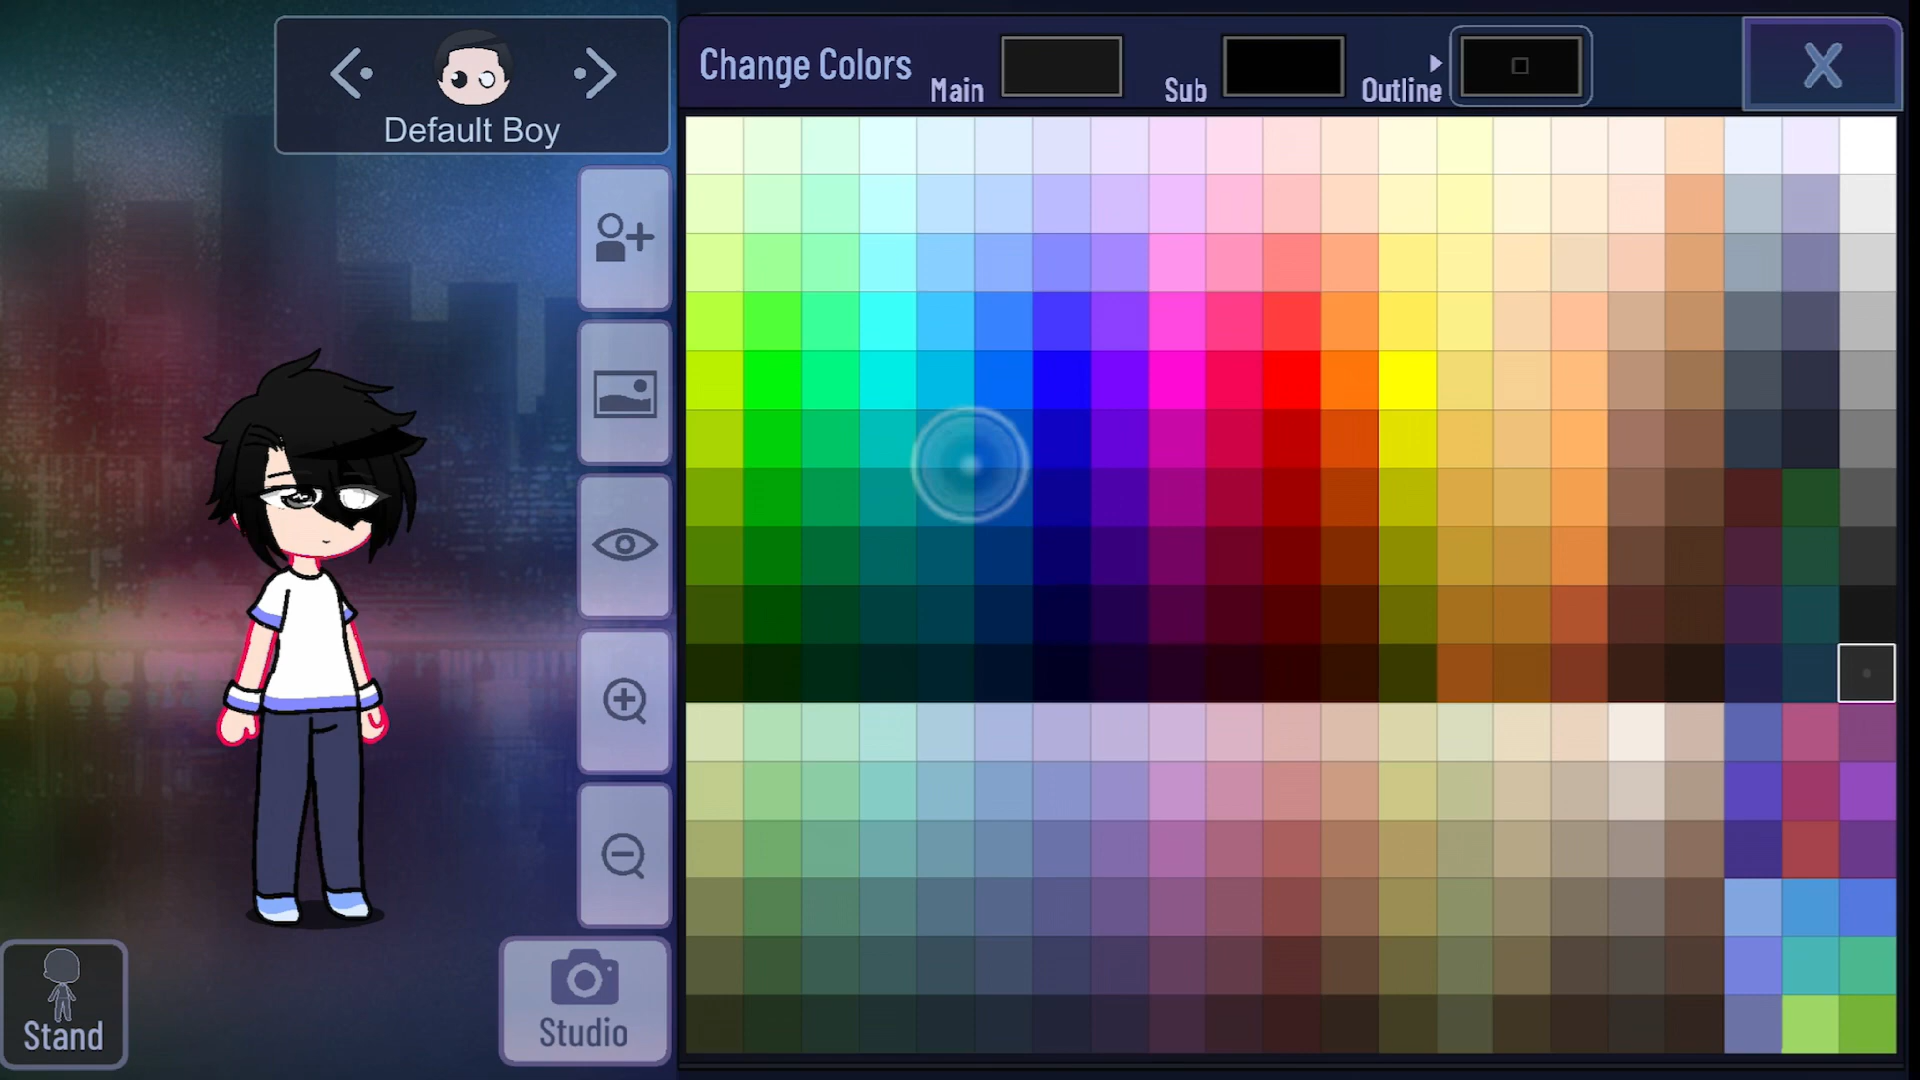 Default Boy
Change Colors
Main
Sub
Outline
X
Stand
Studio